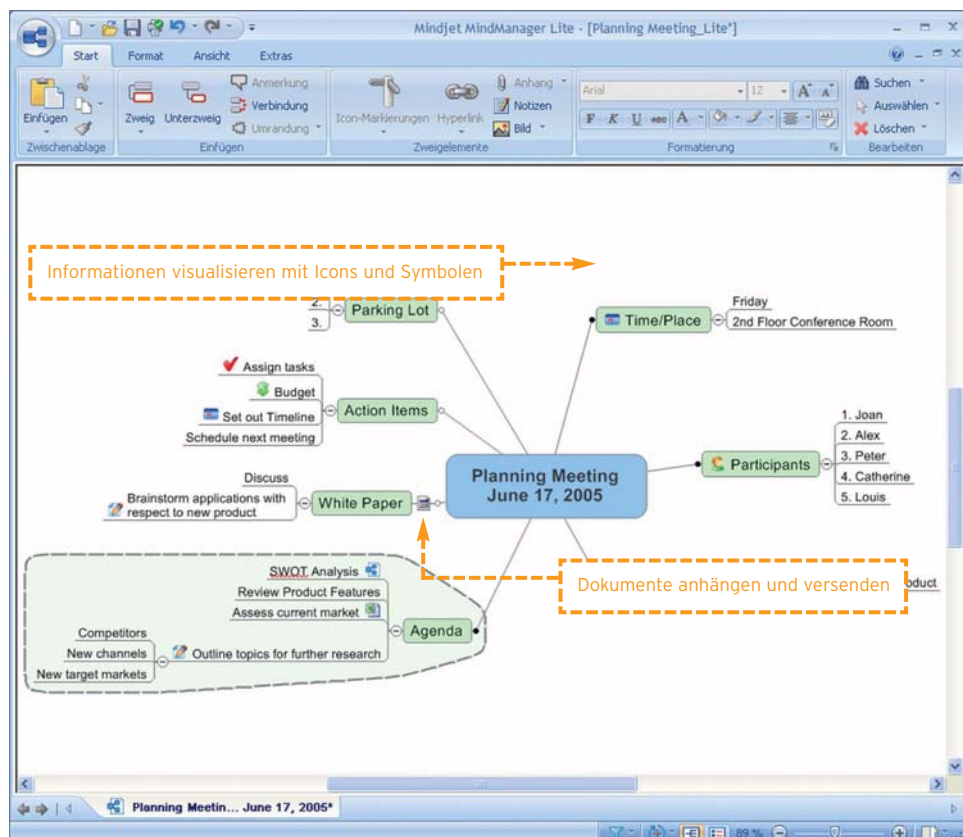 Mindjet MindManager Lite - [Planning Meeting_Lite*]
Start Format Ansicht Extras
Einfügen
Zwischenablage
Zweig Unterzweig
Anmerkung
Verbindung
Umrandung
Einfügen
Icon-Markierungen Hyperlink
Anhang
Notizen
Bild
Zweigelemente
Arial 12 A A
F K U abc A
Formatierung
Suchen
Auswählen
Löschen
Bearbeiten
Informationen visualisieren mit Icons und Symbolen
2.
3.
Parking Lot
Time/Place
Friday
2nd Floor Conference Room
Assign tasks
Budget
Set out Timeline
Schedule next meeting
Action Items
Planning Meeting
June 17, 2005
Participants
1. Joan
2. Alex
3. Peter
4. Catherine
5. Louis
Discuss
Brainstorm applications with
respect to new product
White Paper
Dokumente anhängen und versenden
oduct
SWOT Analysis
Review Product Features
Assess current market
Outline topics for further research
Agenda
Competitors
New channels
New target markets
Planning Meetin... June 17, 2005*
89 %